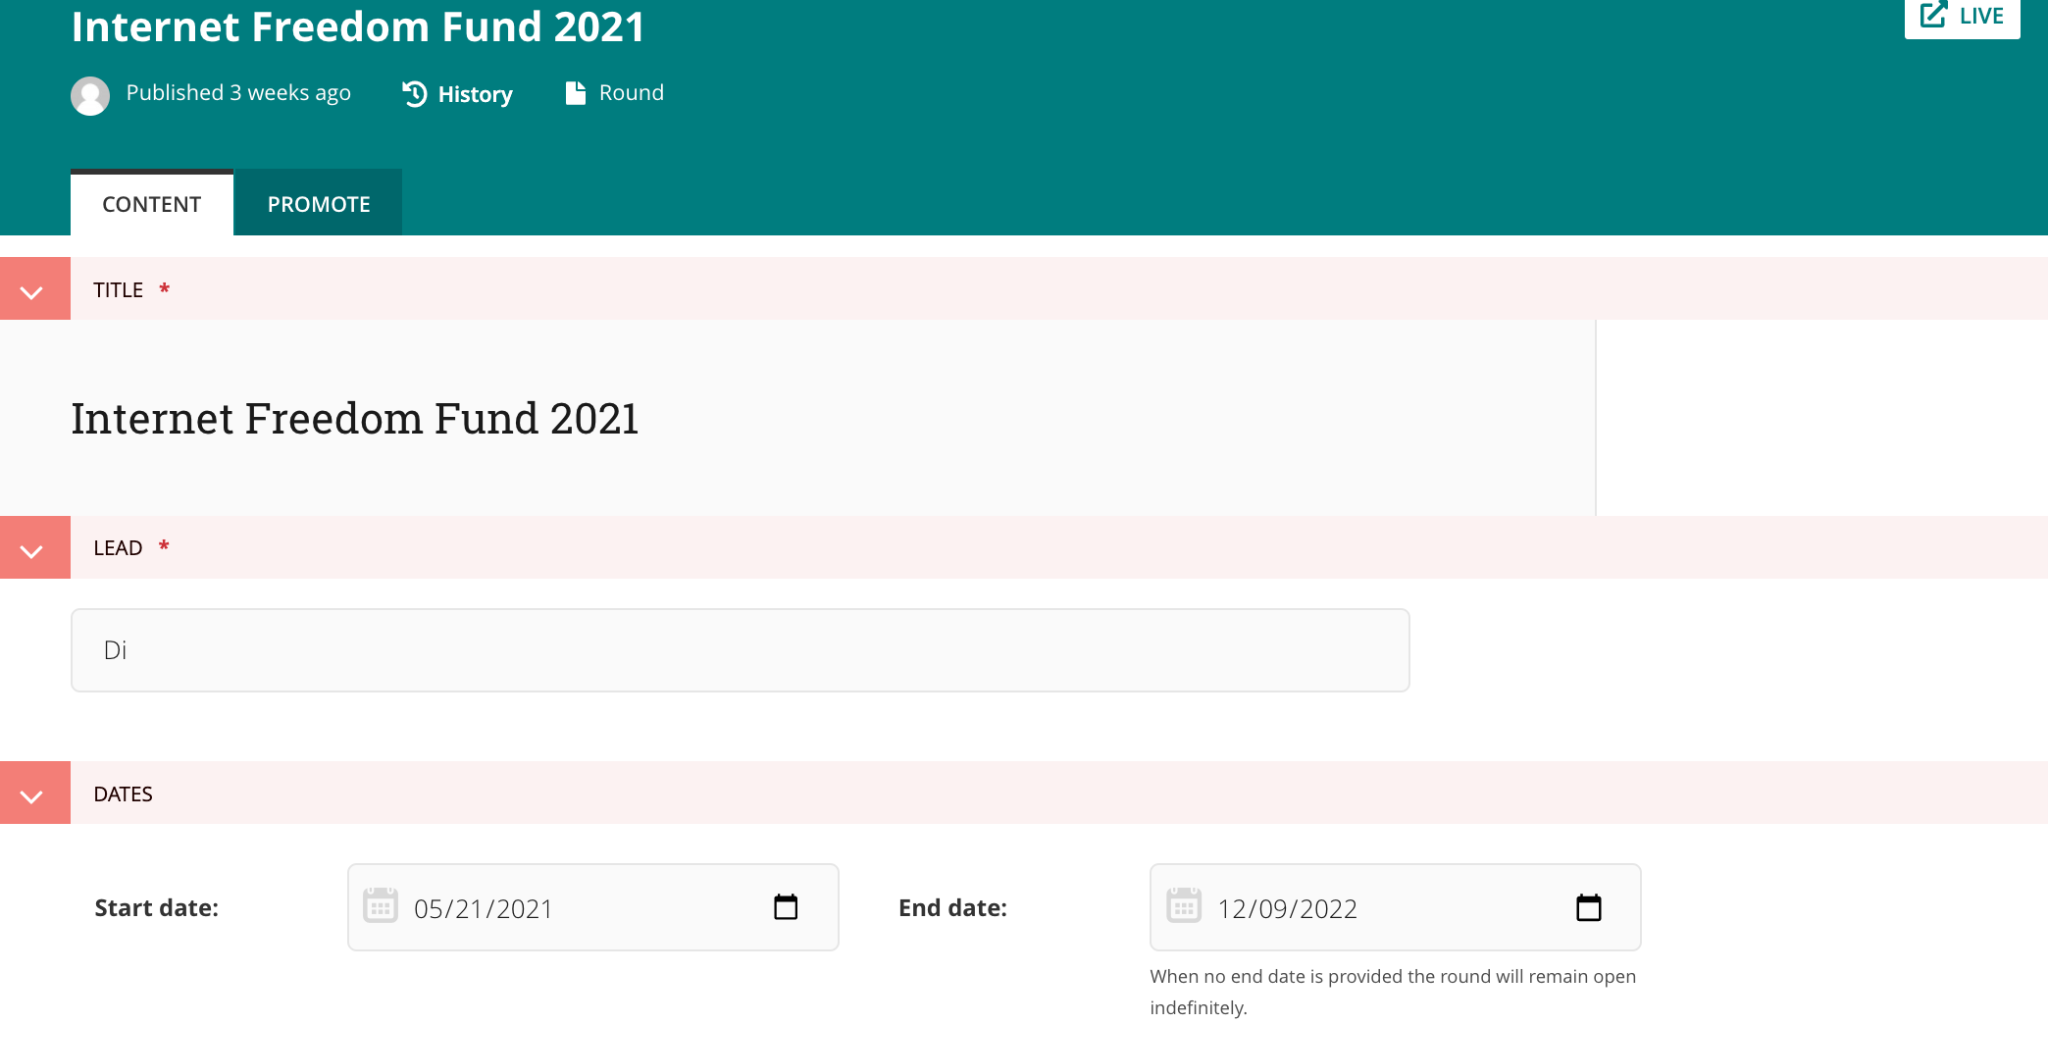 Internet Freedom Fund 2021
LIVE
Published 3 weeks ago History Round
CONTENT PROMOTE
TITLE *
Internet Freedom Fund 2021
LEAD *
Di
DATES
Start date: 05/21/2021 End date: 12/09/2022
When no end date is provided the round will remain open
indefinitely.